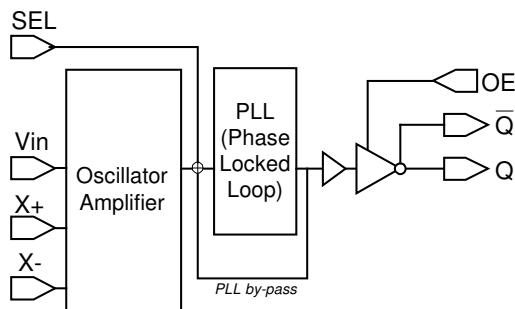 SEL
OE
Q̅
Q
Vin
X+
X-
Oscillator
Amplifier
PLL
(Phase
Locked
Loop)
PLL by-pass